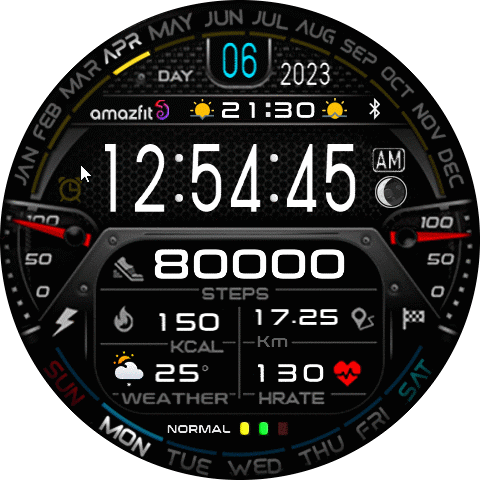 JAN FEB MAR APR MAY JUN JUL AUG SEP OCT NOV DEC
DAY 06 2023
amazfit 21:30
12:54:45 AM
100 100
50 50
0 0
80000
STEPS
150 17.25
KCAL Km
25° 130
WEATHER HRATE
NORMAL
SUN MON TUE WED THU FRI SAT